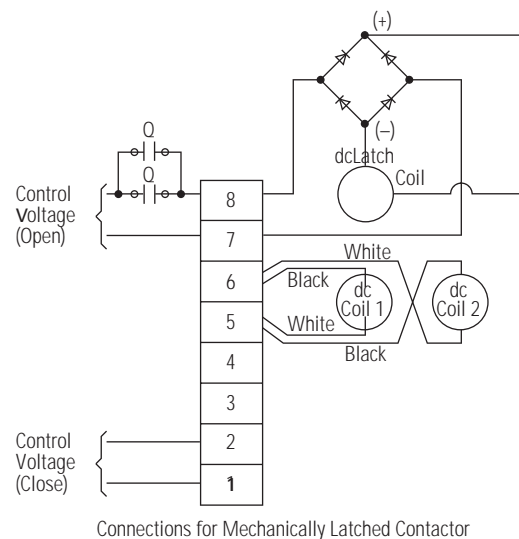 (+)
(–)
dcLatch
Coil
Q
Q
Control
Voltage
(Open)
8
7
6
5
4
3
2
1
White
Black
White
Black
dc
Coil 1
dc
Coil 2
Control
Voltage
(Close)
Connections for Mechanically Latched Contactor